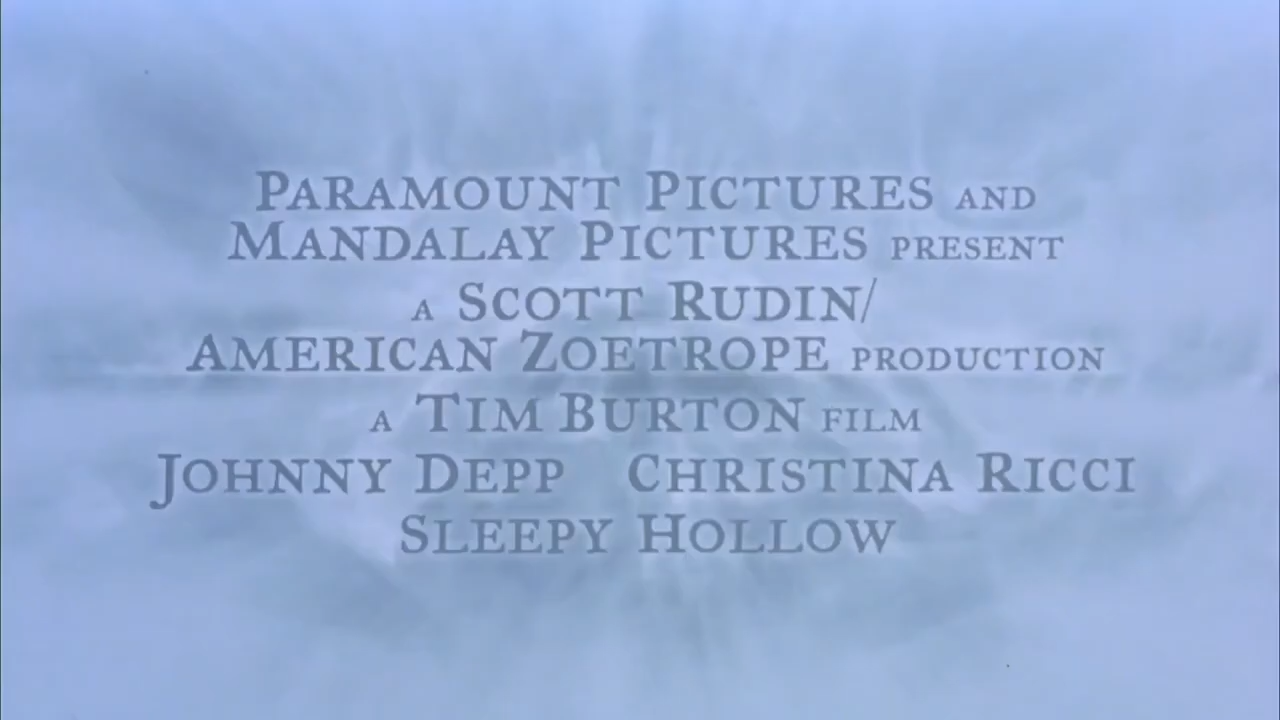 PARAMOUNT PICTURES AND
MANDALAY PICTURES PRESENT
A SCOTT RUDIN/
AMERICAN ZOETROPE PRODUCTION
A TIM BURTON FILM
JOHNNY DEPP CHRISTINA RICCI
SLEEPY HOLLOW